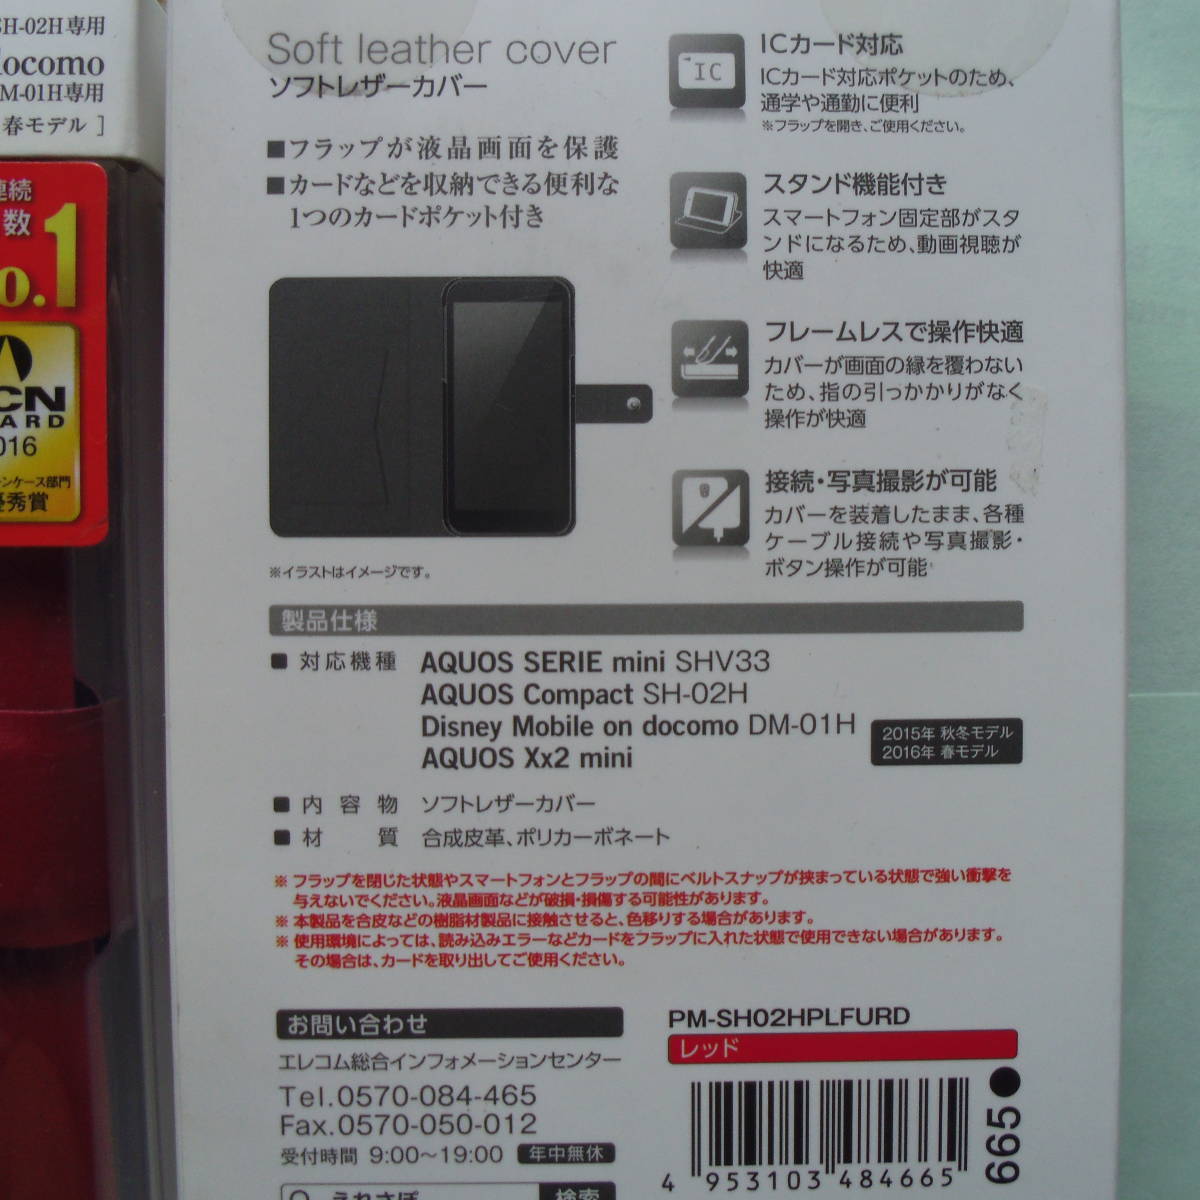 SH-02H専用
docomo
DM-01H専用
春モデル ]
連続
数
No.1
2016
優秀賞
Soft leather cover
ソフトレザーカバー
■フラップが液晶画面を保護
■カードなどを収納できる便利な
1つのカードポケット付き
※イラストはイメージです。
IC
ICカード対応
ICカード対応ポケットのため、
通学や通勤に便利
※フラップを開き、ご使用ください。
スタンド機能付き
スマートフォン固定部がスタ
ンドになるため、動画視聴が
快適
フレームレスで操作快適
カバーが画面の縁を覆わない
ため、指の引っかかりがなく
操作が快適
接続・写真撮影が可能
カバーを装着したまま、各種
ケーブル接続や写真撮影・
ボタン操作が可能
製品仕様
■ 対応機種 AQUOS SERIE mini SHV33
AQUOS Compact SH-02H
Disney Mobile on docomo DM-01H
AQUOS Xx2 mini
2015年 秋冬モデル
2016年 春モデル
■ 内容物 ソフトレザーカバー
■ 材質 合成皮革、ポリカーボネート
※ フラップを閉じた状態やスマートフォンとフラップの間にベルトスナップが挟まっている状態で強い衝撃を
与えないでください。液晶画面などが破損・損傷する可能性があります。
※ 本製品を合皮などの樹脂材製品に接触させると、色移りする場合があります。
※ 使用環境によっては、読み込みエラーなどカードをフラップに入れた状態で使用できない場合があります。
その場合は、カードを取り出してご使用ください。
お問い合わせ
エレコム総合インフォメーションセンター
Tel.0570-084-465
Fax.0570-050-012
受付時間 9:00～19:00 年中無休
えれさぽ 検索
PM-SH02HPLFURD
レッド
4 953103 484665
665●